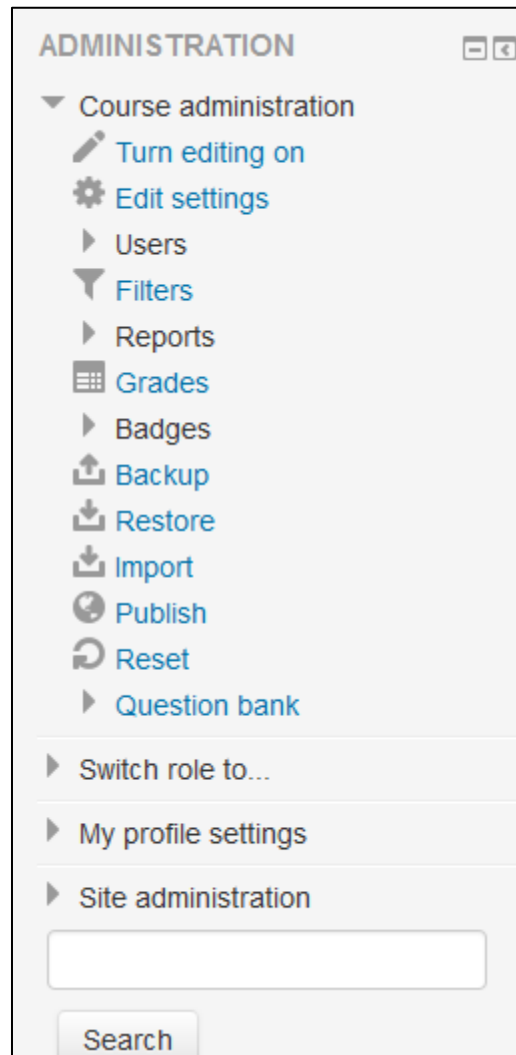 ADMINISTRATION
Course administration
Turn editing on
Edit settings
Users
Filters
Reports
Grades
Badges
Backup
Restore
Import
Publish
Reset
Question bank
Switch role to...
My profile settings
Site administration
Search